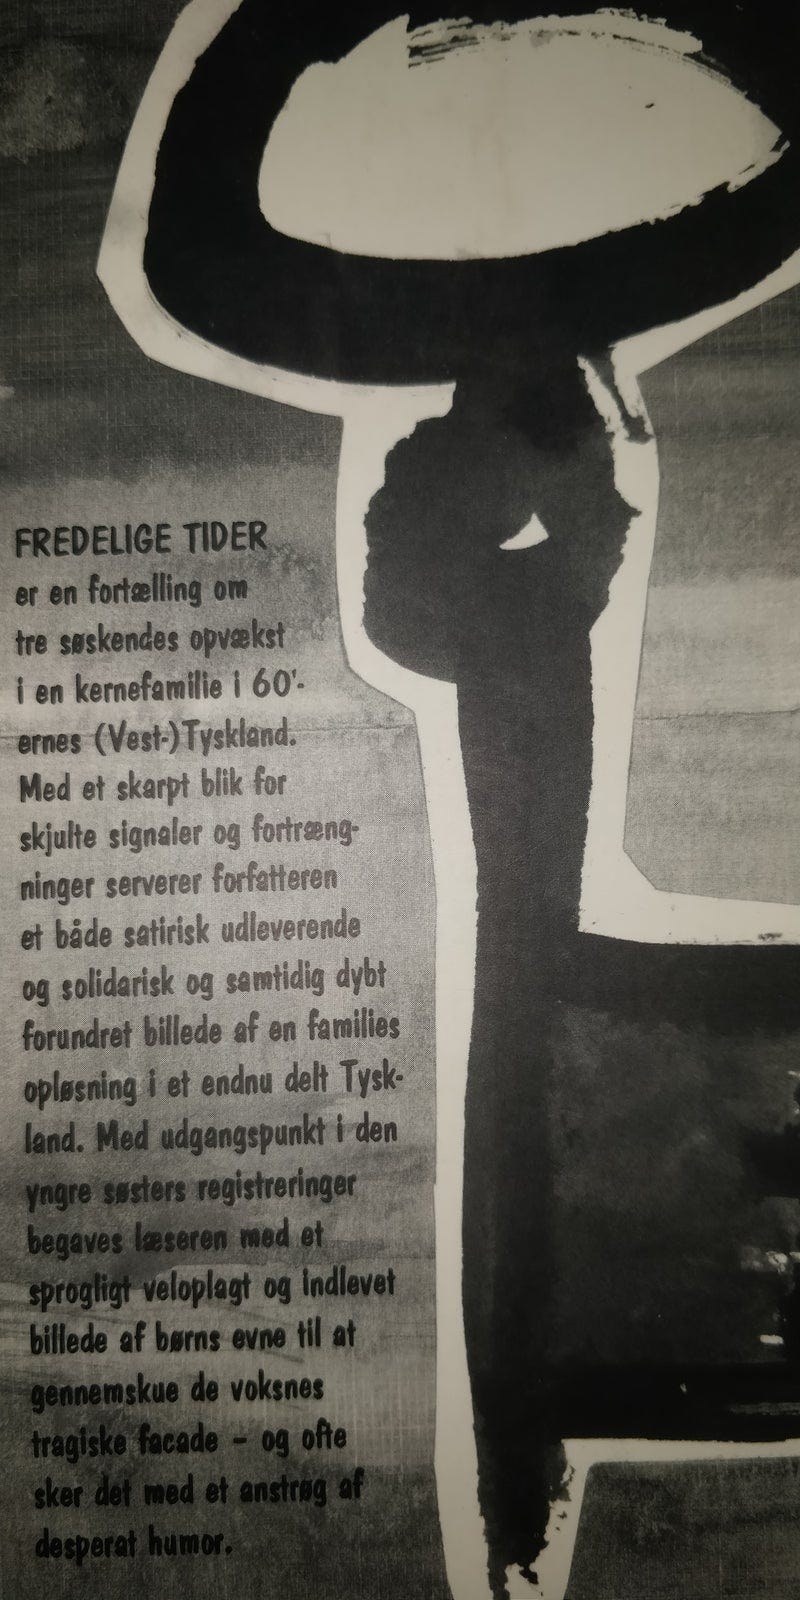 FREDELIGE TIDER
er en fortælling om
tre søskendes opvækst
i en kernefamilie i 60'-
ernes (Vest-)Tyskland.
Med et skarpt blik for
skjulte signaler og fortræng-
ninger serverer forfatteren
et både satirisk udleverende
og solidarisk og samtidig dybt
forundret billede af en families
opløsning i et endnu delt Tysk-
land. Med udgangspunkt i den
yngre søsters registreringer
begaves læseren med et
sprogligt veloplagt og indlevet
billede af børns evne til at
gennemskue de voksnes
tragiske facade – og ofte
sker det med et anstrøg af
desperat humor.